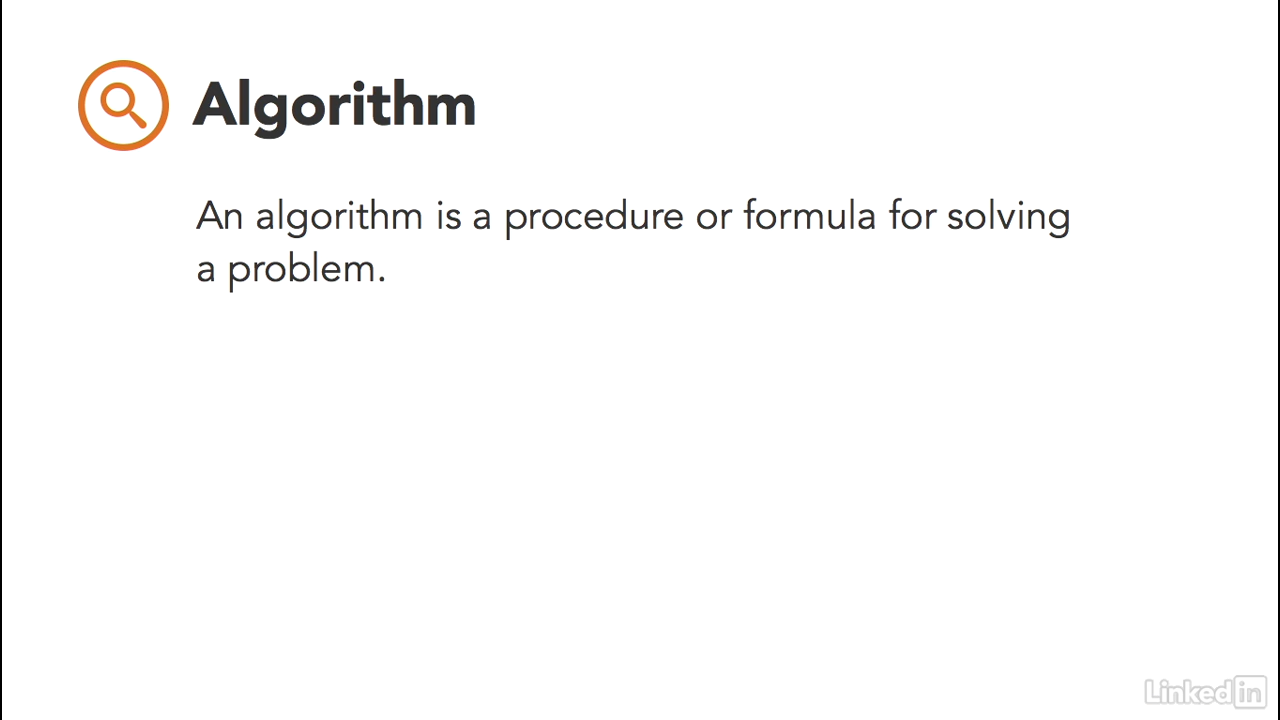 Algorithm
An algorithm is a procedure or formula for solving
a problem.
Linked in